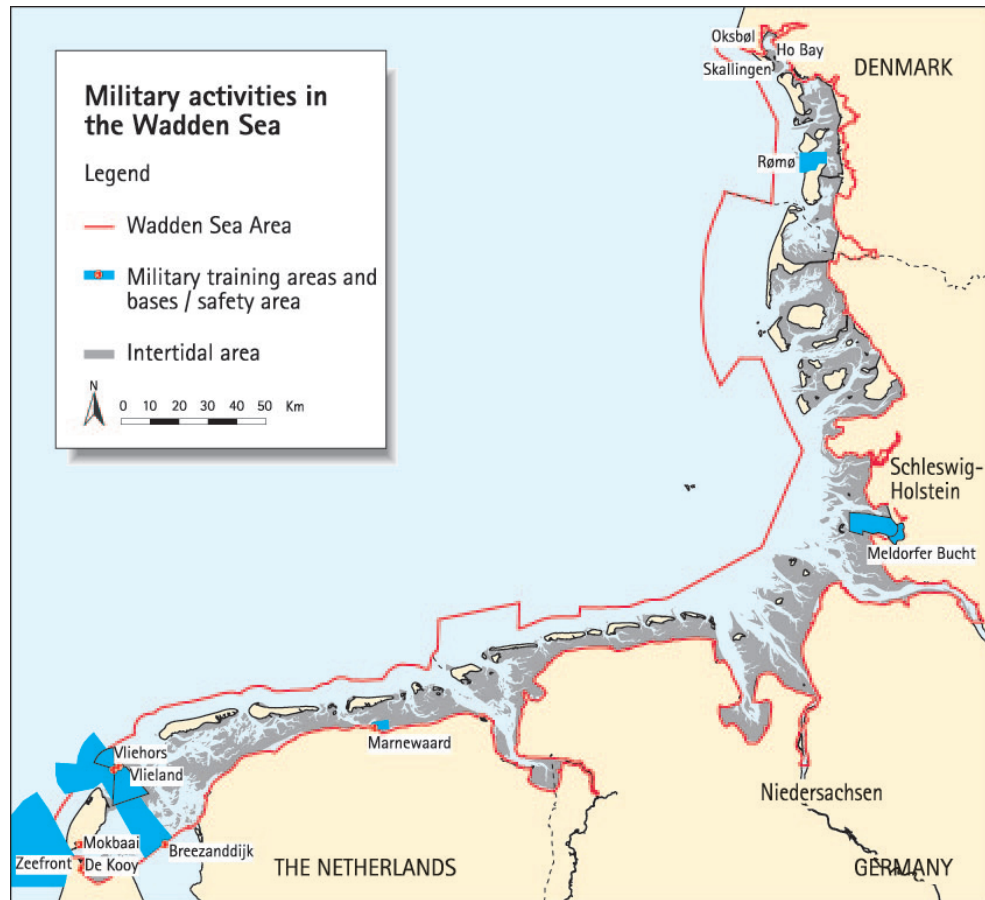 Military activities in
the Wadden Sea
Legend
Wadden Sea Area
Military training areas and
bases / safety area
Intertidal area
N
0 10 20 30 40 50 Km
Oksbøl
Ho Bay
Skallingen
DENMARK
Rømø
Schleswig-
Holstein
Meldorfer Bucht
Marnewaard
Vliehors
Vlieland
Niedersachsen
Mokbaai
Breezanddijk
Zeefront
De Kooy
THE NETHERLANDS
GERMANY